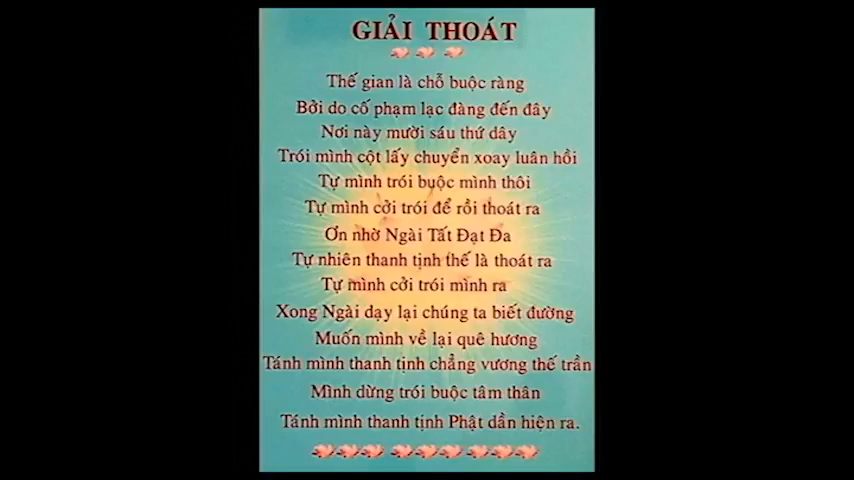 GIẢI THOÁT
Thế gian là chỗ buộc ràng
Bởi do cố phạm lạc đàng đến đây
Nơi này mười sáu thứ dây
Trói mình cột lấy chuyển xoay luân hồi
Tự mình trói buộc mình thôi
Tự mình cởi trói để rồi thoát ra
Ơn nhờ Ngài Tất Đạt Đa
Tự nhiên thanh tịnh thế là thoát ra
Tự mình cởi trói mình ra
Xong Ngài dạy lại chúng ta biết đường
Muốn mình về lại quê hương
Tánh mình thanh tịnh chẳng vương thế trần
Mình dừng trói buộc tâm thân
Tánh mình thanh tịnh Phật dần hiện ra.